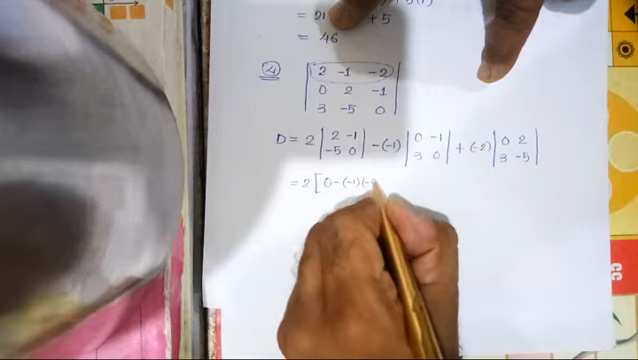 = 21 + 5
= 46
④ | 2 -1 -2 |
| 0 2 -1 |
| 3 -5 0 |
D = 2 | 2 -1 | - (-1) | 0 -1 | + (-2) | 0 2 |
| -5 0 | | 3 0 | | 3 -5 |
= 2 [ 0 - (-1) (-